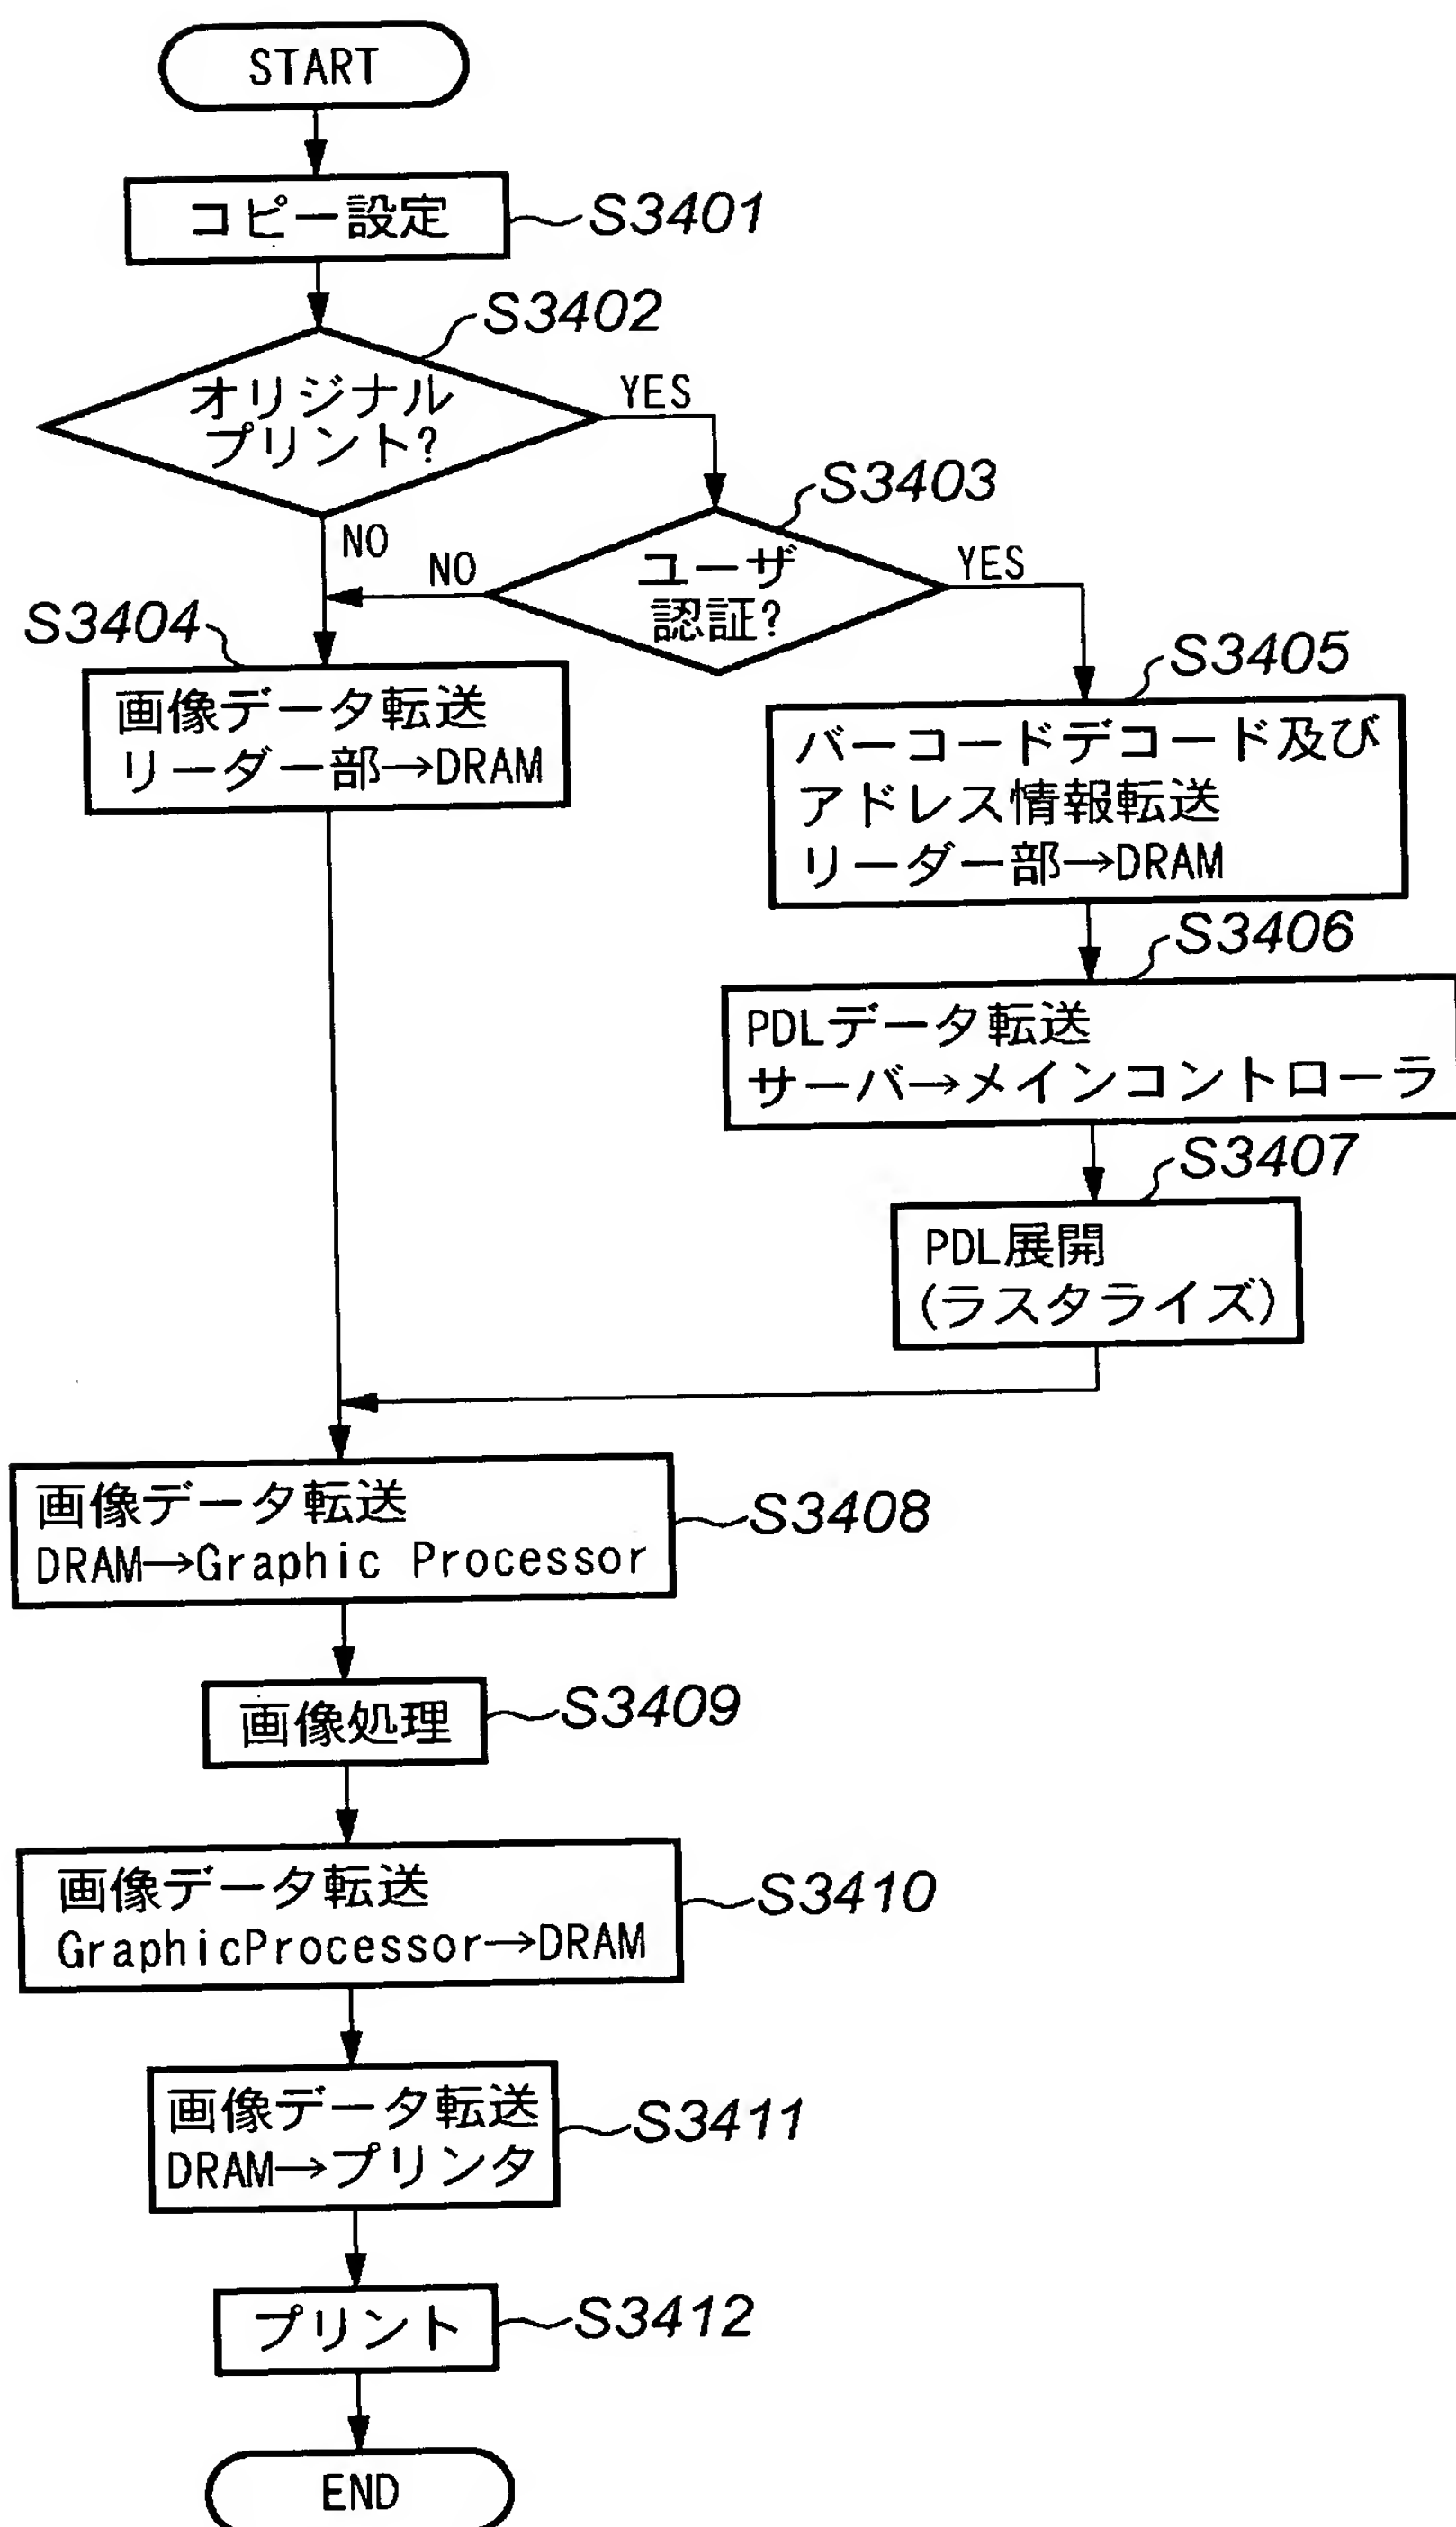 START
コピー設定
S3401
S3402
オリジナル
プリント?
YES
NO
S3403
ユーザ
認証?
NO
YES
S3404
画像データ転送
リーダー部→DRAM
S3405
バーコードデコード及び
アドレス情報転送
リーダー部→DRAM
S3406
PDLデータ転送
サーバ→メインコントローラ
S3407
PDL展開
(ラスタライズ)
画像データ転送
DRAM→Graphic Processor
S3408
画像処理
S3409
画像データ転送
GraphicProcessor→DRAM
S3410
画像データ転送
DRAM→プリンタ
S3411
プリント
S3412
END